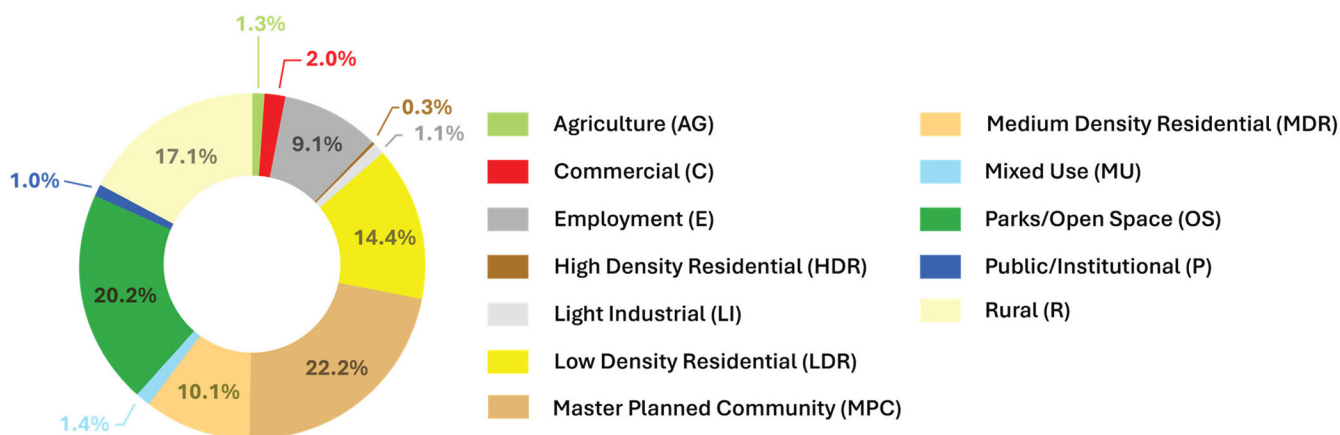 1.3%
2.0%
0.3%
1.1%
9.1%
17.1%
1.0%
14.4%
20.2%
22.2%
10.1%
1.4%
Agriculture (AG)
Commercial (C)
Employment (E)
High Density Residential (HDR)
Light Industrial (LI)
Low Density Residential (LDR)
Master Planned Community (MPC)
Medium Density Residential (MDR)
Mixed Use (MU)
Parks/Open Space (OS)
Public/Institutional (P)
Rural (R)